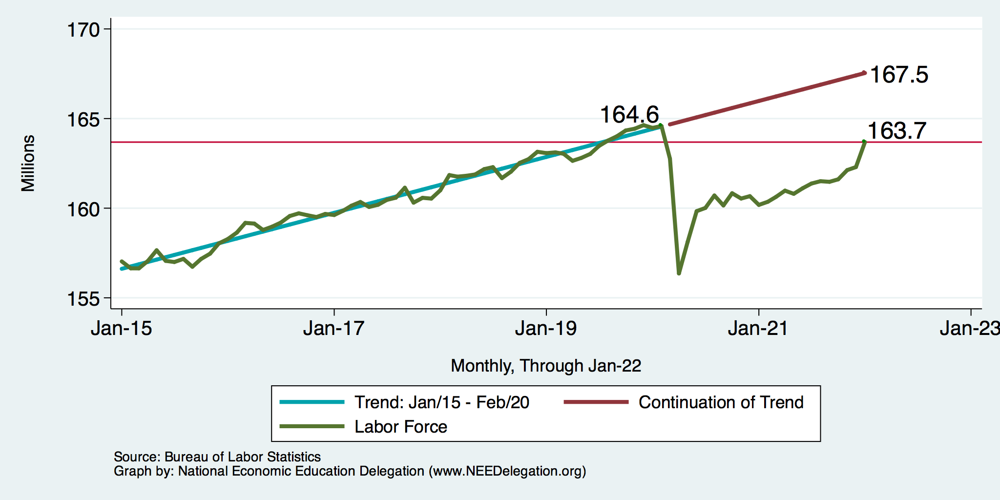 170
165
160
155
Millions
164.6
167.5
163.7
Jan-15 Jan-17 Jan-19 Jan-21 Jan-23
Monthly, Through Jan-22
Trend: Jan/15 - Feb/20 Continuation of Trend
Labor Force
Source: Bureau of Labor Statistics
Graph by: National Economic Education Delegation (www.NEEDelegation.org)